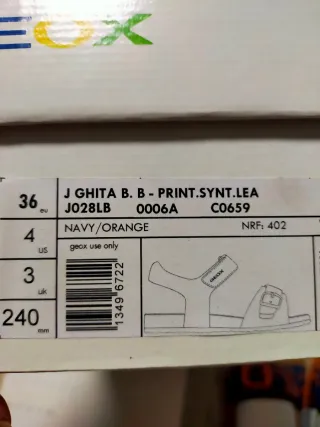 EOX
36 eu
J GHITA B. B - PRINT.SYNT.LEA
J028LB 0006A C0659
4 us
NAVY/ORANGE NRF: 402
geox use only
3 uk
240 mm
1349 6722